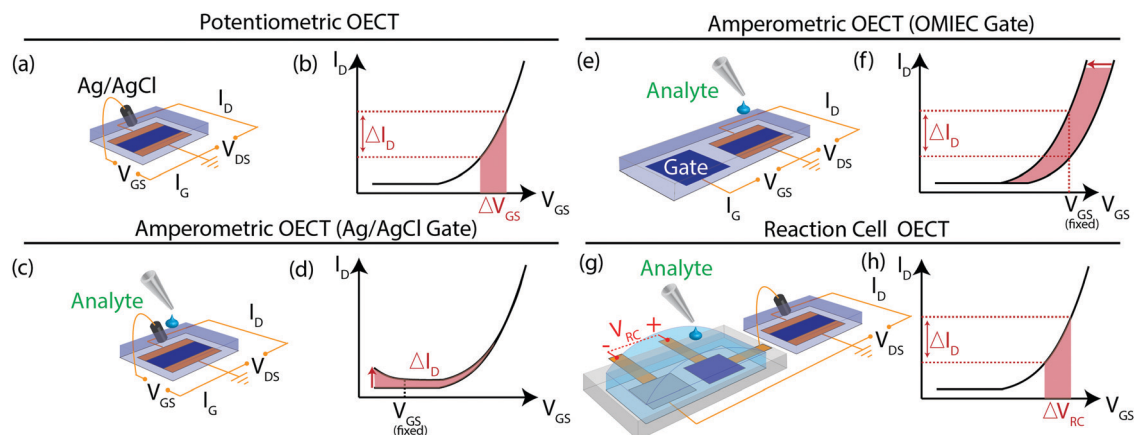 Potentiometric OECT
(a)
Ag/AgCl
I_D
V_DS
V_GS
I_G
(b)
I_D
ΔI_D
ΔV_GS
V_GS
Amperometric OECT (Ag/AgCl Gate)
(c)
Analyte
I_D
V_DS
V_GS
I_G
(d)
I_D
ΔI_D
V_GS
(fixed)
V_GS
Amperometric OECT (OMIEC Gate)
(e)
Analyte
I_D
V_DS
Gate
V_GS
I_G
(f)
I_D
ΔI_D
V_GS
(fixed)
V_GS
Reaction Cell OECT
(g)
Analyte
- V_RC +
I_D
V_DS
(h)
I_D
ΔI_D
ΔV_RC
V_GS